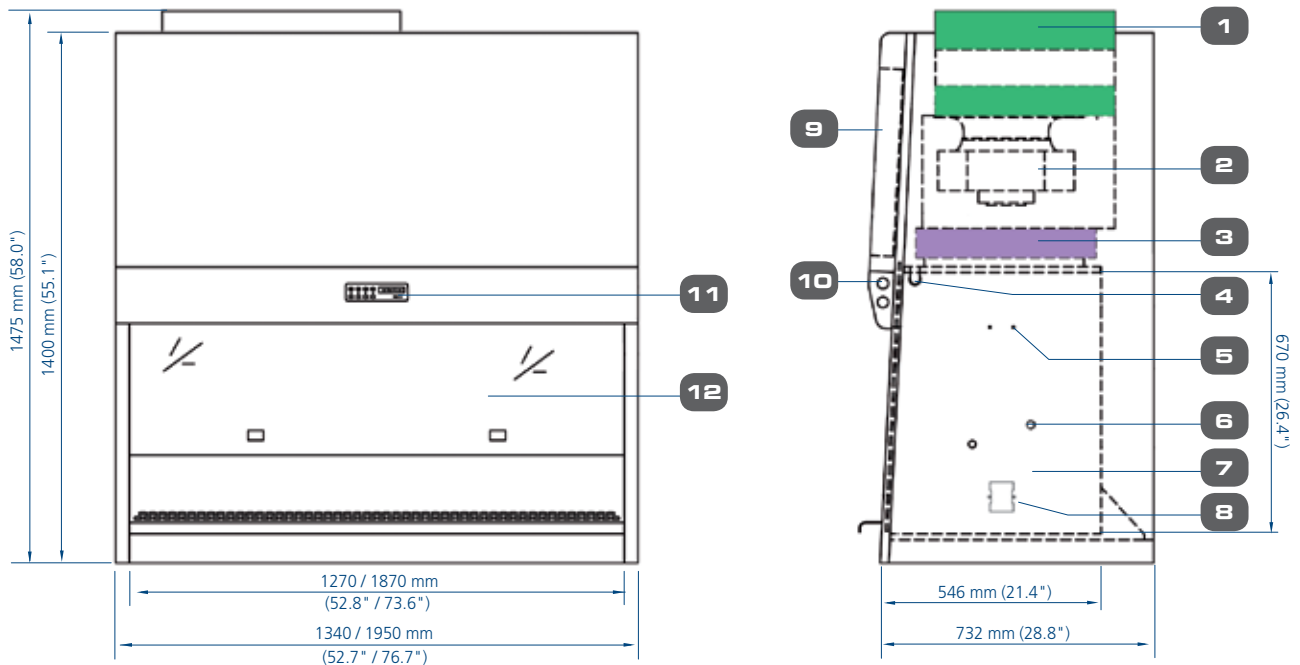 1475 mm (58.0")
1400 mm (55.1")
11
12
1270 / 1870 mm
(52.8" / 73.6")
1340 / 1950 mm
(52.7" / 76.7")
9
10
1
2
3
4
5
6
7
8
670 mm (26.4")
546 mm (21.4")
732 mm (28.8")